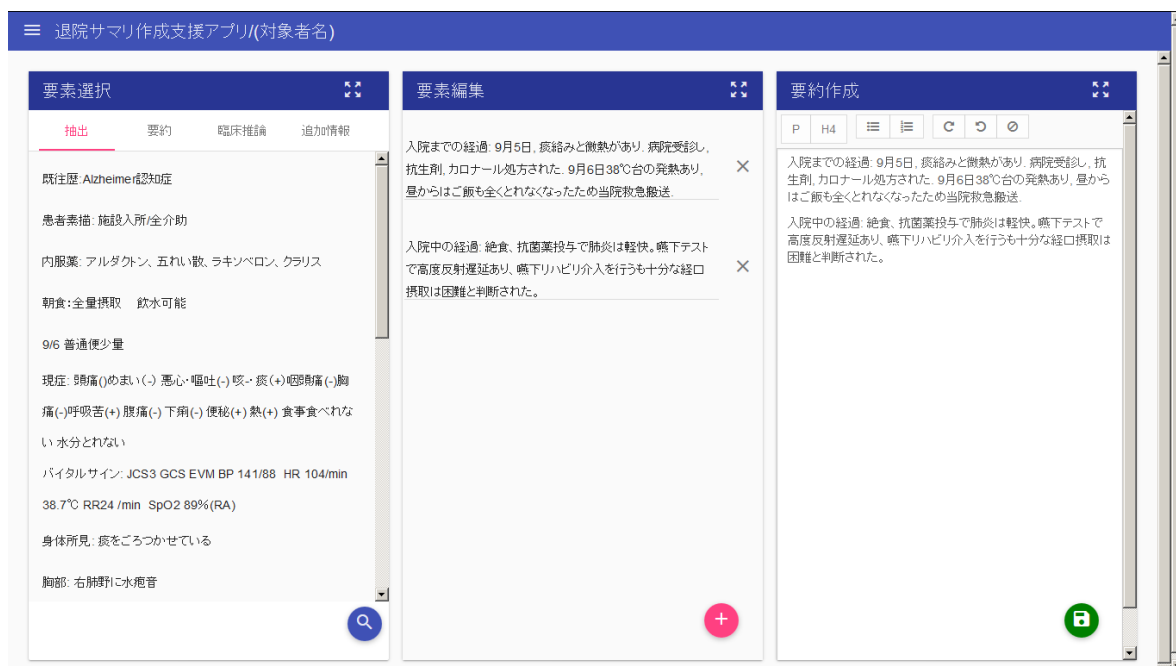 退院サマリ作成支援アプリ/(対象者名)
要素選択
抽出
要約
臨床推論
追加情報
既往歴: Alzheimer認知症
患者素描: 施設入所/全介助
内服薬: アルダクトン、五れい散、ラキソベロン、クラリス
朝食:全量摂取 飲水可能
9/6 普通便少量
現症: 頭痛()めまい(-) 悪心・嘔吐(-) 咳-・痰(+)咽頭痛(-)胸
痛(-)呼吸苦(+) 腹痛(-) 下痢(-) 便秘(+) 熱(+) 食事食べれな
い 水分とれない
バイタルサイン: JCS3 GCS EVM BP 141/88 HR 104/min
38.7℃ RR24 /min SpO2 89%(RA)
身体所見: 痰をごろつかせている
胸部: 右肺野に水疱音
要素編集
入院までの経過: 9月5日, 痰絡みと微熱があり. 病院受診し,
抗生剤, カロナール処方された. 9月6日38℃台の発熱あり,
昼からはご飯も全くとれなくなったため当院救急搬送.
入院中の経過: 絶食、抗菌薬投与で肺炎は軽快。嚥下テスト
で高度反射遅延あり、嚥下リハビリ介入を行うも十分な経口
摂取は困難と判断された。
要約作成
P
H4
入院までの経過: 9月5日, 痰絡みと微熱があり. 病院受診し, 抗
生剤, カロナール処方された. 9月6日38℃台の発熱あり, 昼から
はご飯も全くとれなくなったため当院救急搬送.
入院中の経過: 絶食、抗菌薬投与で肺炎は軽快。嚥下テストで
高度反射遅延あり、嚥下リハビリ介入を行うも十分な経口摂取は
困難と判断された。